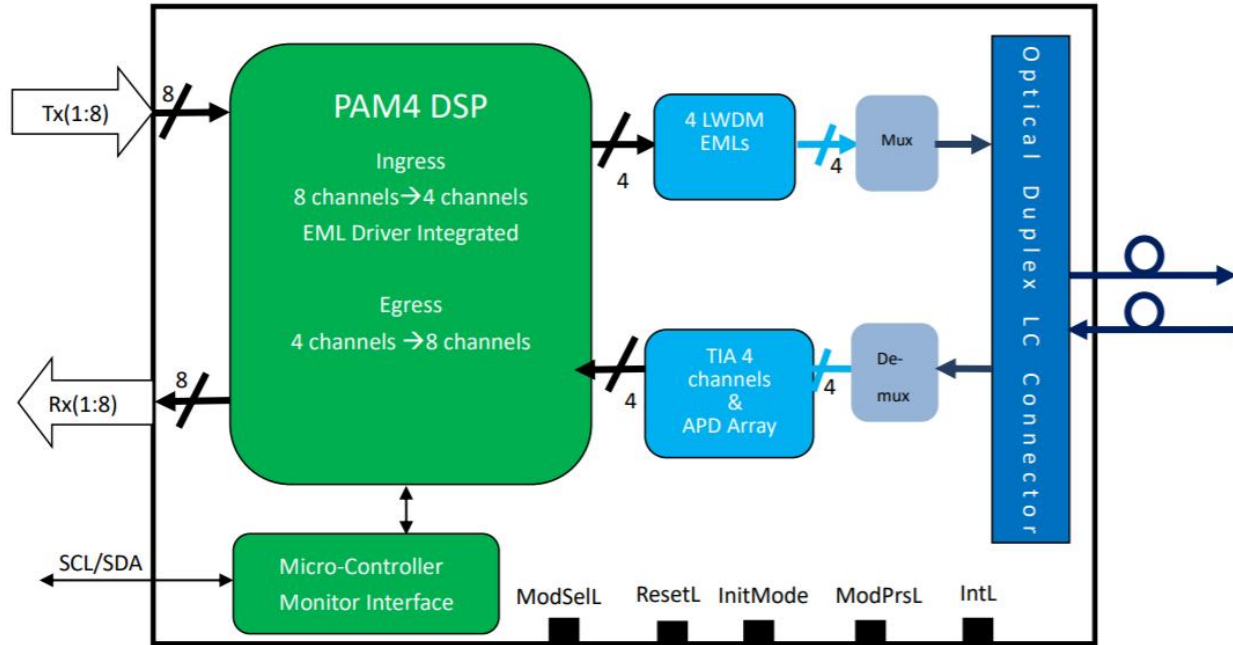 Tx(1:8)
8
PAM4 DSP
Ingress
8 channels→4 channels
EML Driver Integrated
Egress
4 channels →8 channels
4
4 LWDM
EMLs
4
Mux
Optical Duplex LC Connector
Rx(1:8)
8
4
TIA 4
channels
&
APD Array
4
De-
mux
SCL/SDA
Micro-Controller
Monitor Interface
ModSelL
ResetL
InitMode
ModPrsL
IntL